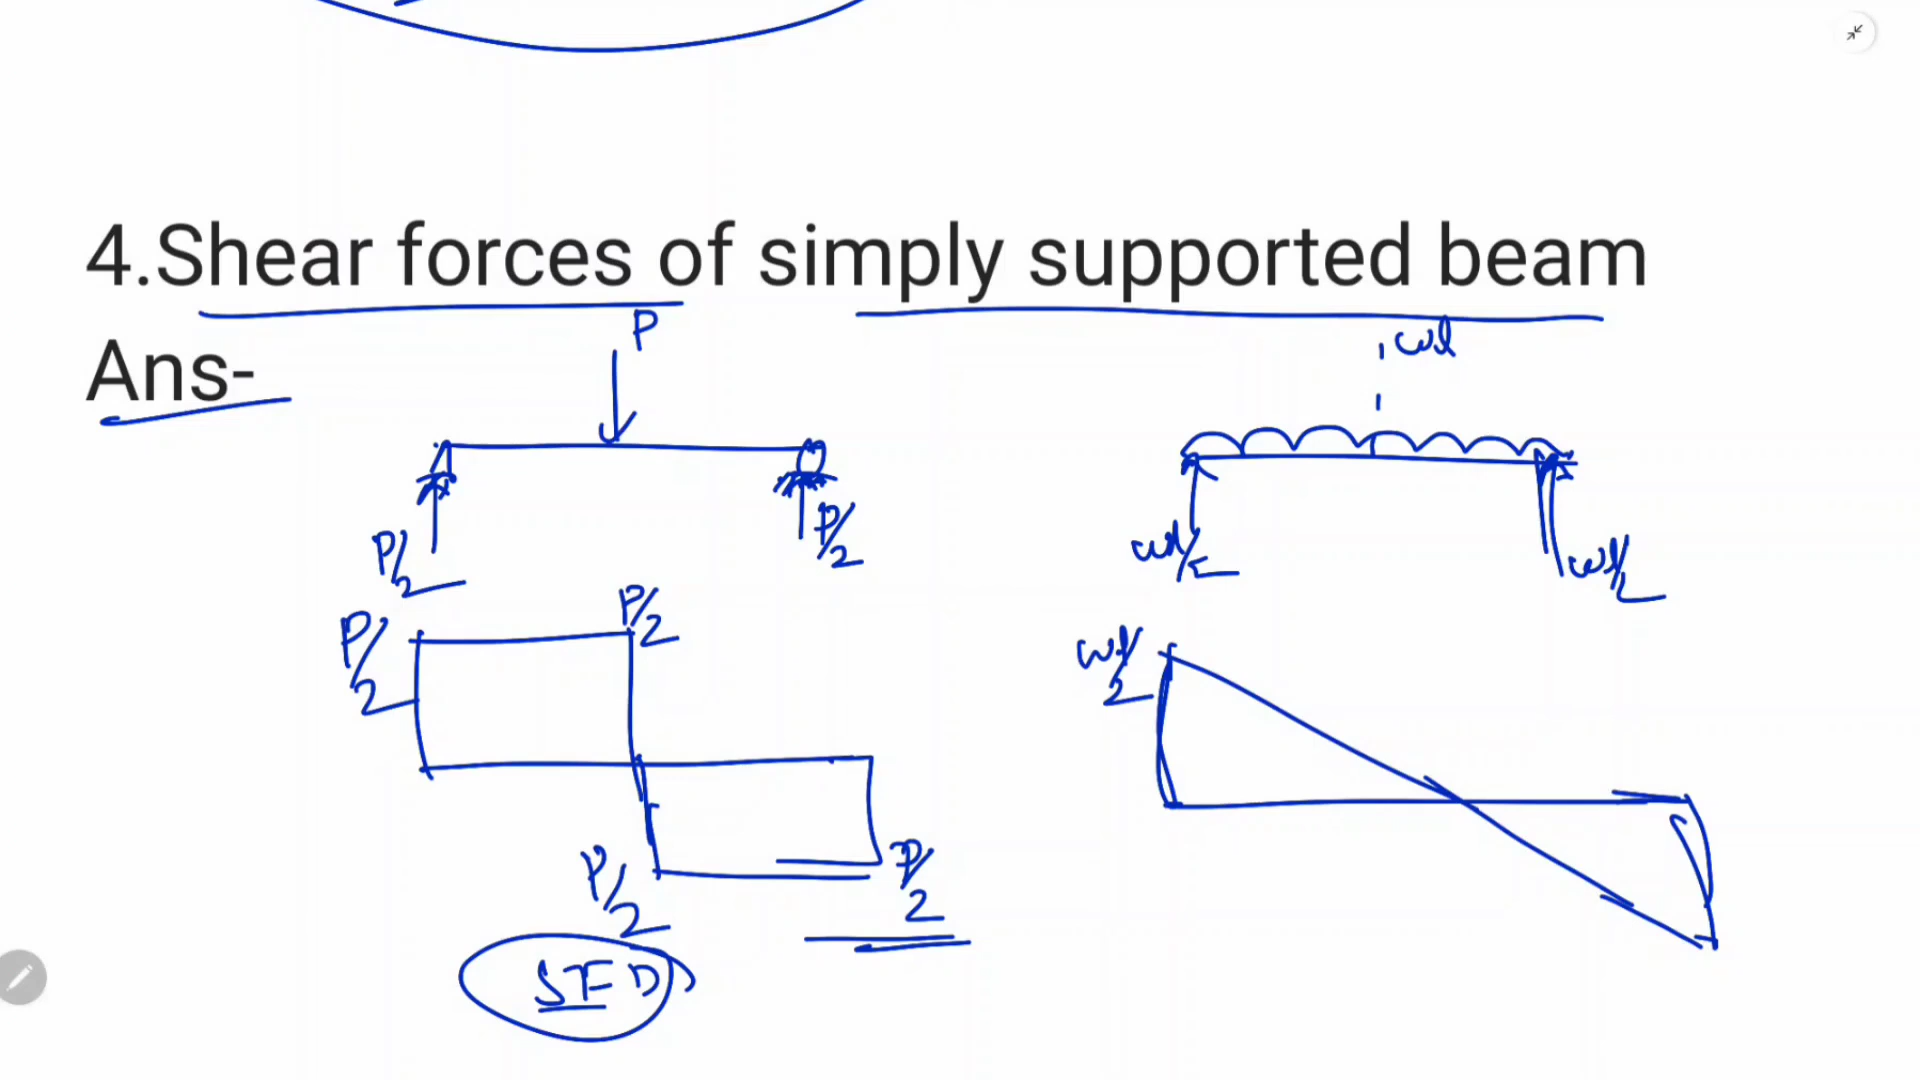 4.Shear forces of simply supported beam
Ans-
P
wl
P/2
P/2
wl/2
wl/2
P/2
P/2
wl/2
P/2
P/2
SFD